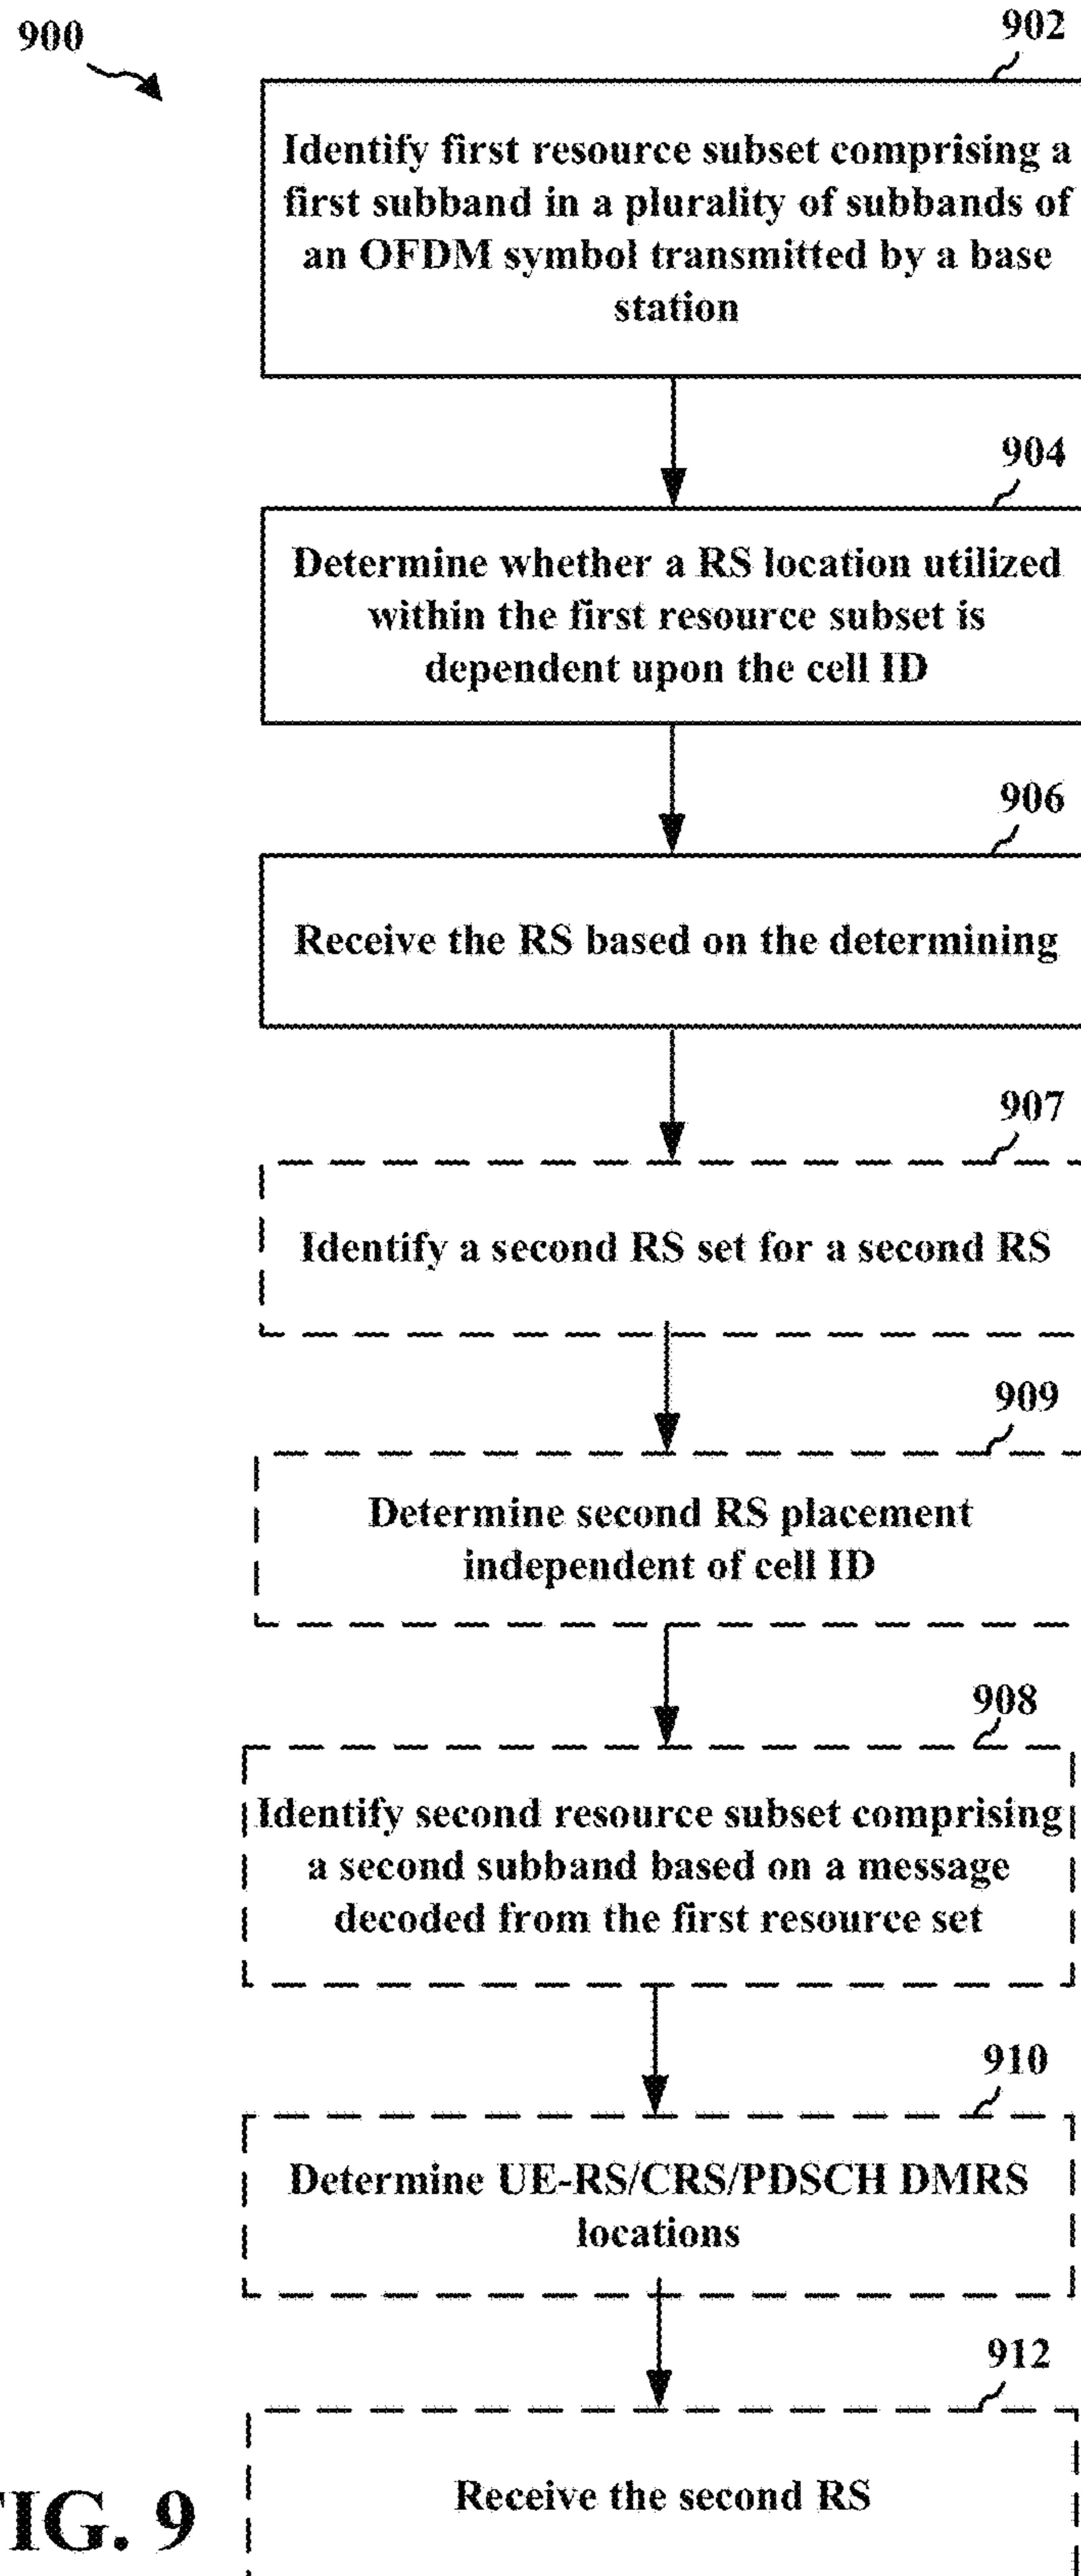 900
902
Identify first resource subset comprising a
first subband in a plurality of subbands of
an OFDM symbol transmitted by a base
station
904
Determine whether a RS location utilized
within the first resource subset is
dependent upon the cell ID
906
Receive the RS based on the determining
907
Identify a second RS set for a second RS
909
Determine second RS placement
independent of cell ID
908
Identify second resource subset comprising
a second subband based on a message
decoded from the first resource set
910
Determine UE-RS/CRS/PDSCH DMRS
locations
912
Receive the second RS
IG. 9